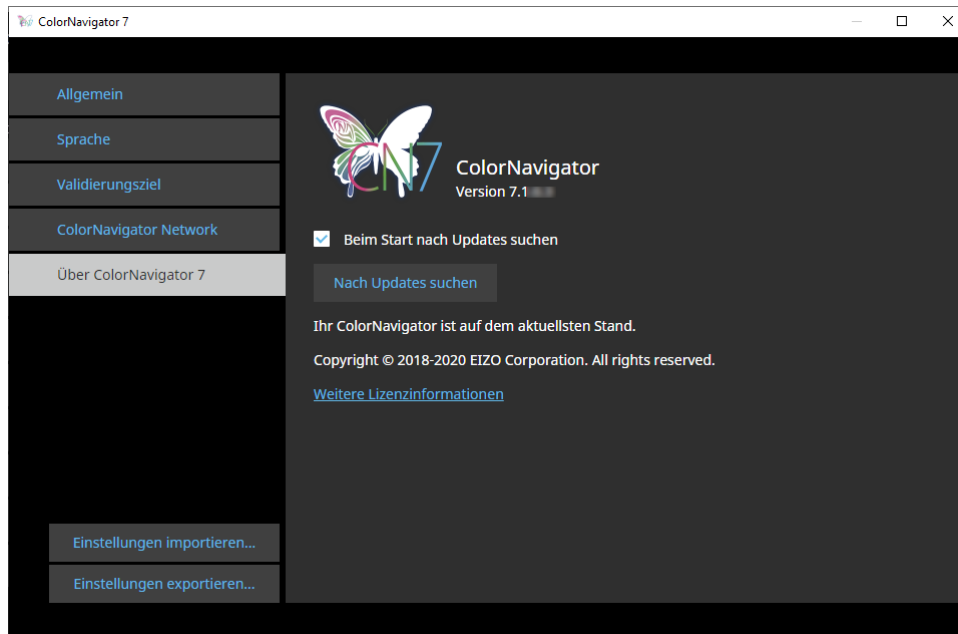 ColorNavigator 7
Allgemein
Sprache
Validierungsziel
ColorNavigator Network
Über ColorNavigator 7
CN7
ColorNavigator
Version 7.1
Beim Start nach Updates suchen
Nach Updates suchen
Ihr ColorNavigator ist auf dem aktuellsten Stand.
Copyright © 2018-2020 EIZO Corporation. All rights reserved.
Weitere Lizenzinformationen
Einstellungen importieren...
Einstellungen exportieren...